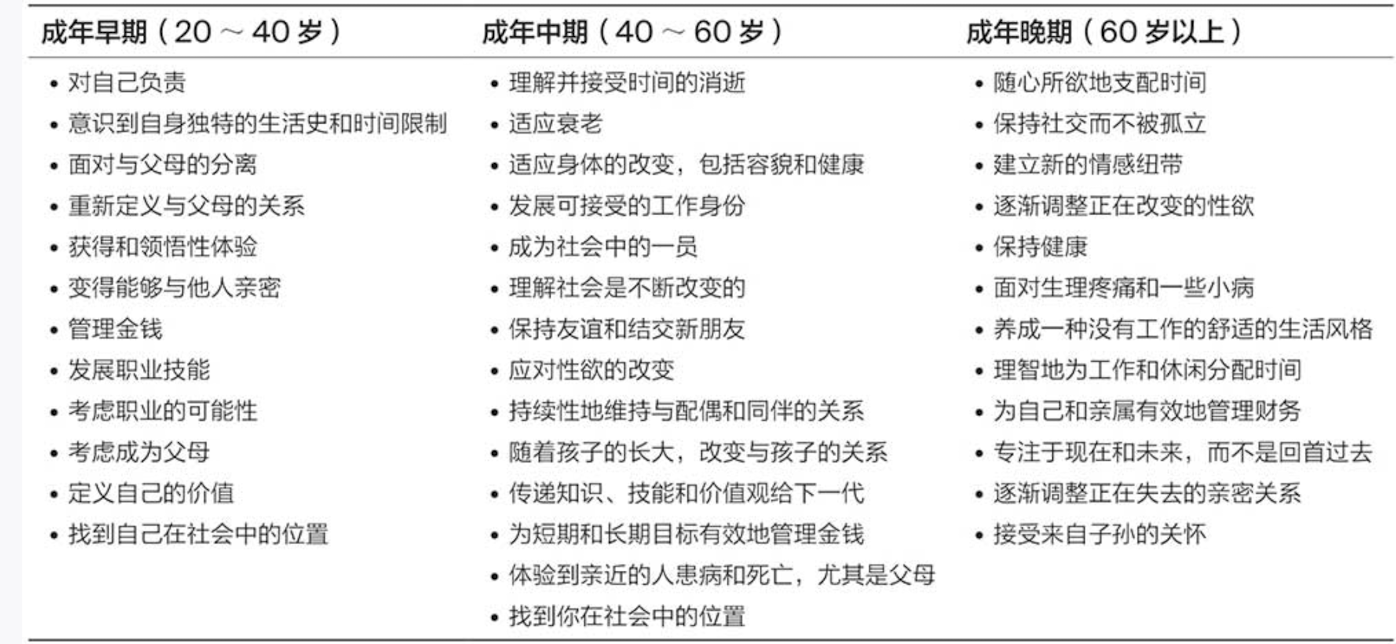 成年早期（20～40岁）
• 对自己负责
• 意识到自身独特的生活史和时间限制
• 面对与父母的分离
• 重新定义与父母的关系
• 获得和领悟性体验
• 变得能够与他人亲密
• 管理金钱
• 发展职业技能
• 考虑职业的可能性
• 考虑成为父母
• 定义自己的价值
• 找到自己在社会中的位置
成年中期（40～60岁）
• 理解并接受时间的消逝
• 适应衰老
• 适应身体的改变，包括容貌和健康
• 发展可接受的工作身份
• 成为社会中的一员
• 理解社会是不断改变的
• 保持友谊和结交新朋友
• 应对性欲的改变
• 持续性地维持与配偶和同伴的关系
• 随着孩子的长大，改变与孩子的关系
• 传递知识、技能和价值观给下一代
• 为短期和长期目标有效地管理金钱
• 体验到亲近的人患病和死亡，尤其是父母
• 找到你在社会中的位置
成年晚期（60岁以上）
• 随心所欲地支配时间
• 保持社交而不被孤立
• 建立新的情感纽带
• 逐渐调整正在改变的性欲
• 保持健康
• 面对生理疼痛和一些小病
• 养成一种没有工作的舒适的生活风格
• 理智地为工作和休闲分配时间
• 为自己和亲属有效地管理财务
• 专注于现在和未来，而不是回首过去
• 逐渐调整正在失去的亲密关系
• 接受来自子孙的关怀